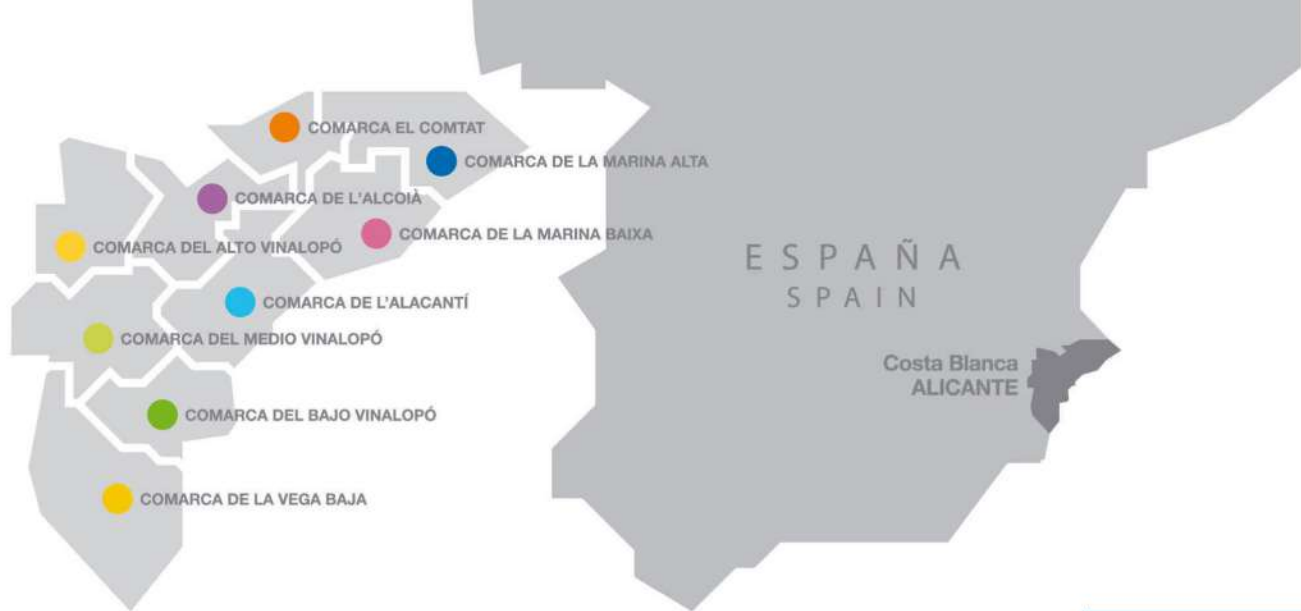 COMARCA EL COMTAT
COMARCA DE LA MARINA ALTA
COMARCA DE L'ALCOIÀ
COMARCA DE LA MARINA BAIXA
COMARCA DEL ALTO VINALOPÓ
COMARCA DE L'ALACANTÍ
COMARCA DEL MEDIO VINALOPÓ
COMARCA DEL BAJO VINALOPÓ
COMARCA DE LA VEGA BAJA
ESPAÑA
SPAIN
Costa Blanca
ALICANTE